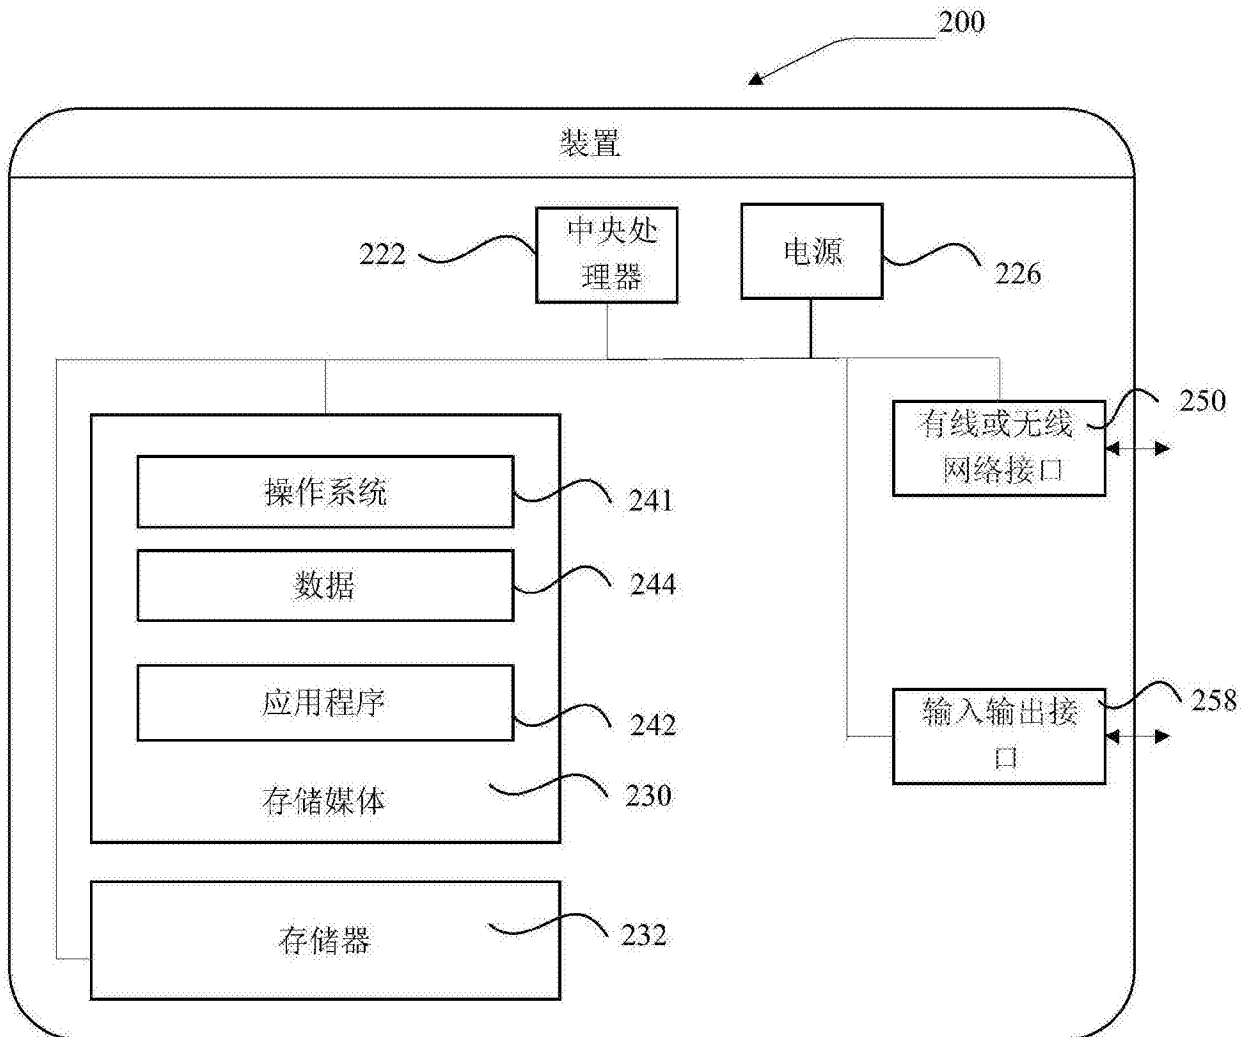 200
装置
222
中央处
理器
电源
226
有线或无线
网络接口
250
操作系统
241
数据
244
应用程序
242
存储媒体
230
输入输出接
口
258
存储器
232